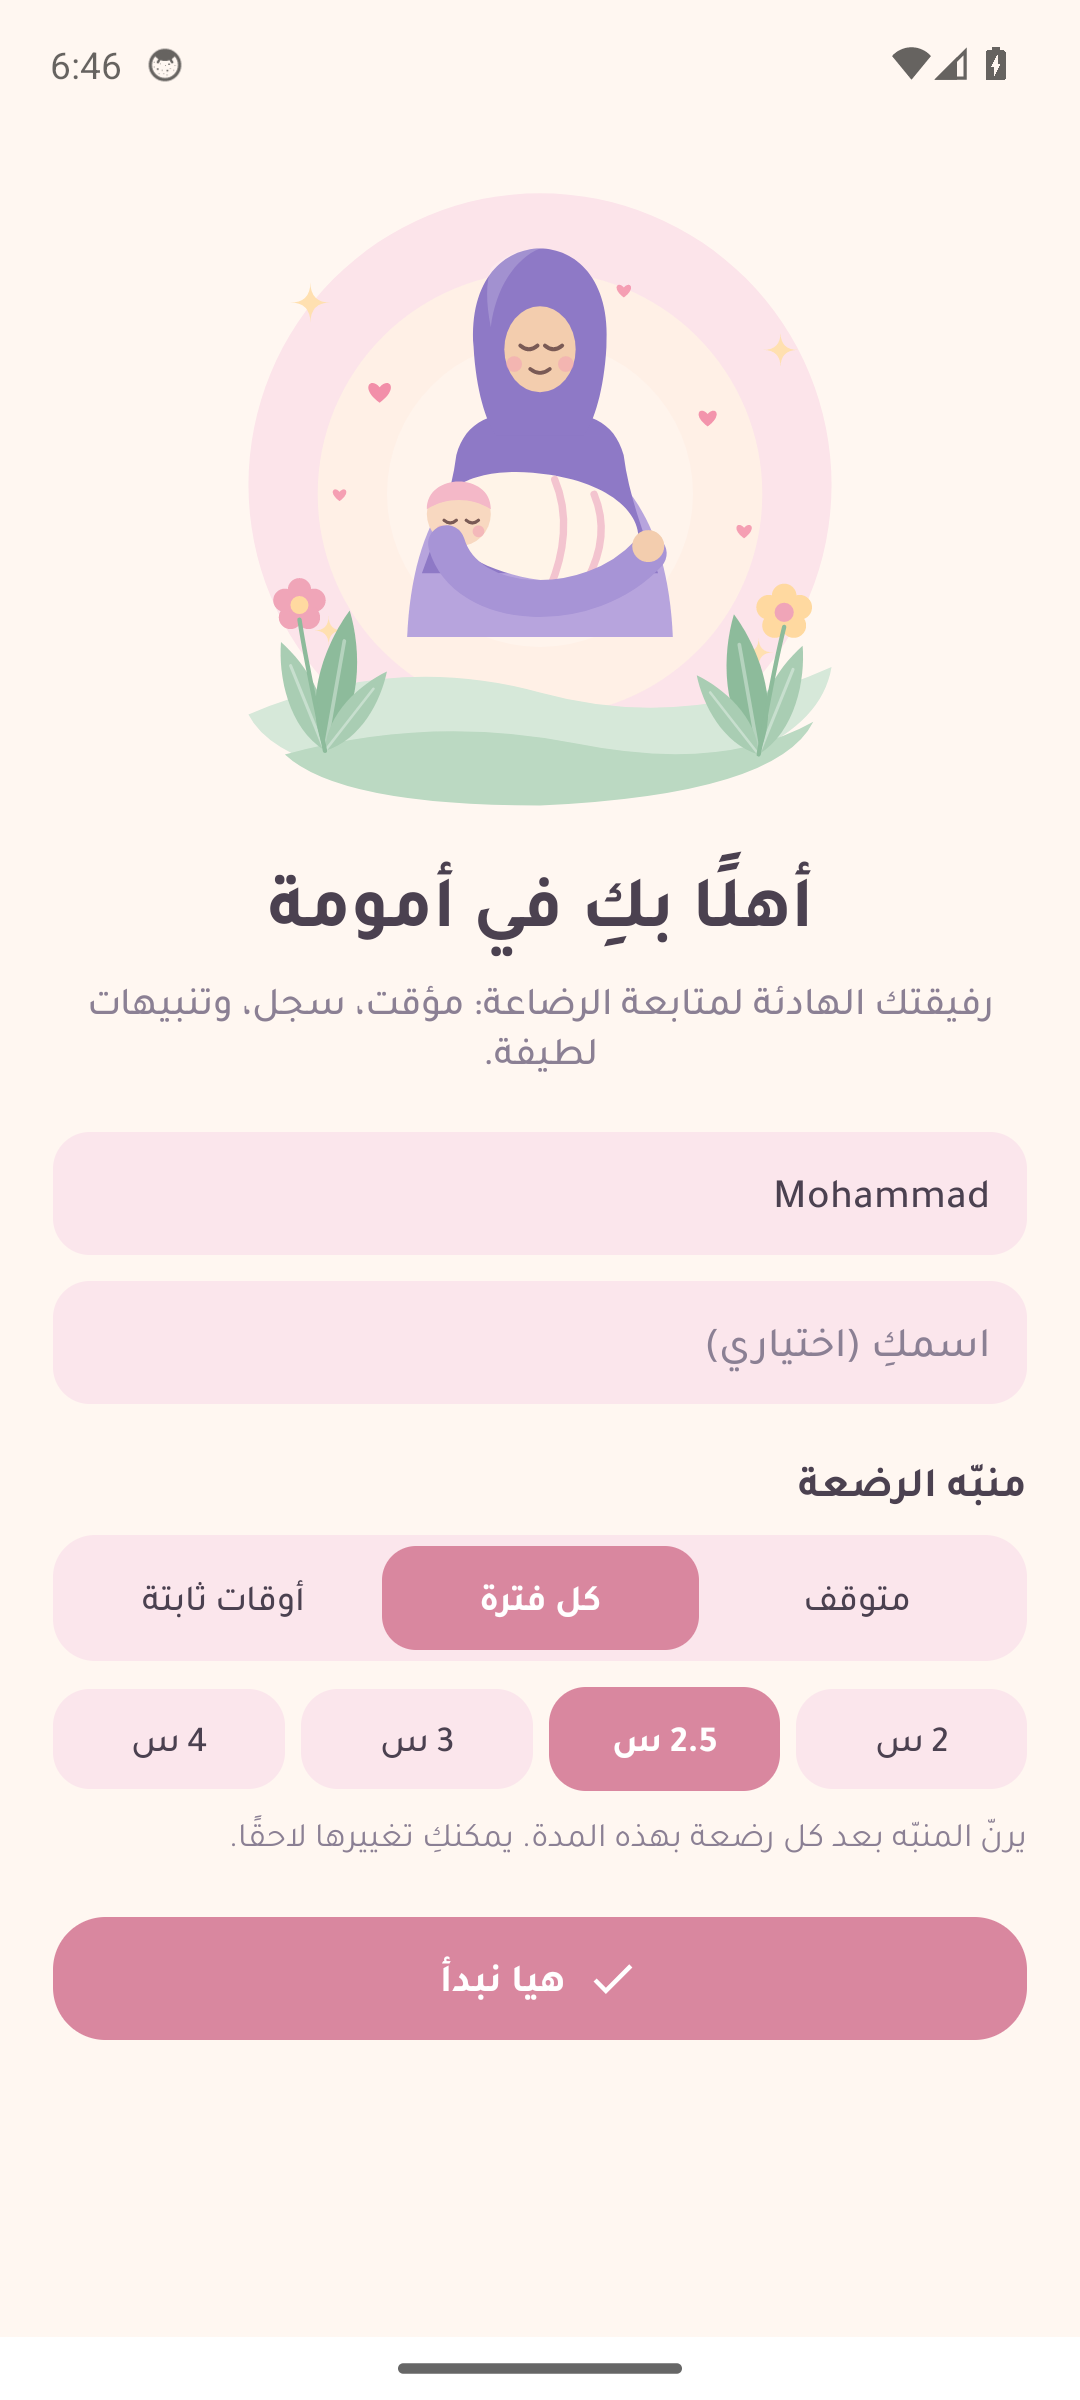 6:46
أهلًا بكِ في أمومة
رفيقتك الهادئة لمتابعة الرضاعة: مؤقت، سجل، وتنبيهات
لطيفة.
Mohammad
اسمكِ (اختياري)
منبّه الرضعة
متوقف كل فترة أوقات ثابتة
2 س 2.5 س 3 س 4 س
يرنّ المنبّه بعد كل رضعة بهذه المدة. يمكنكِ تغييرها لاحقًا.
هيا نبدأ